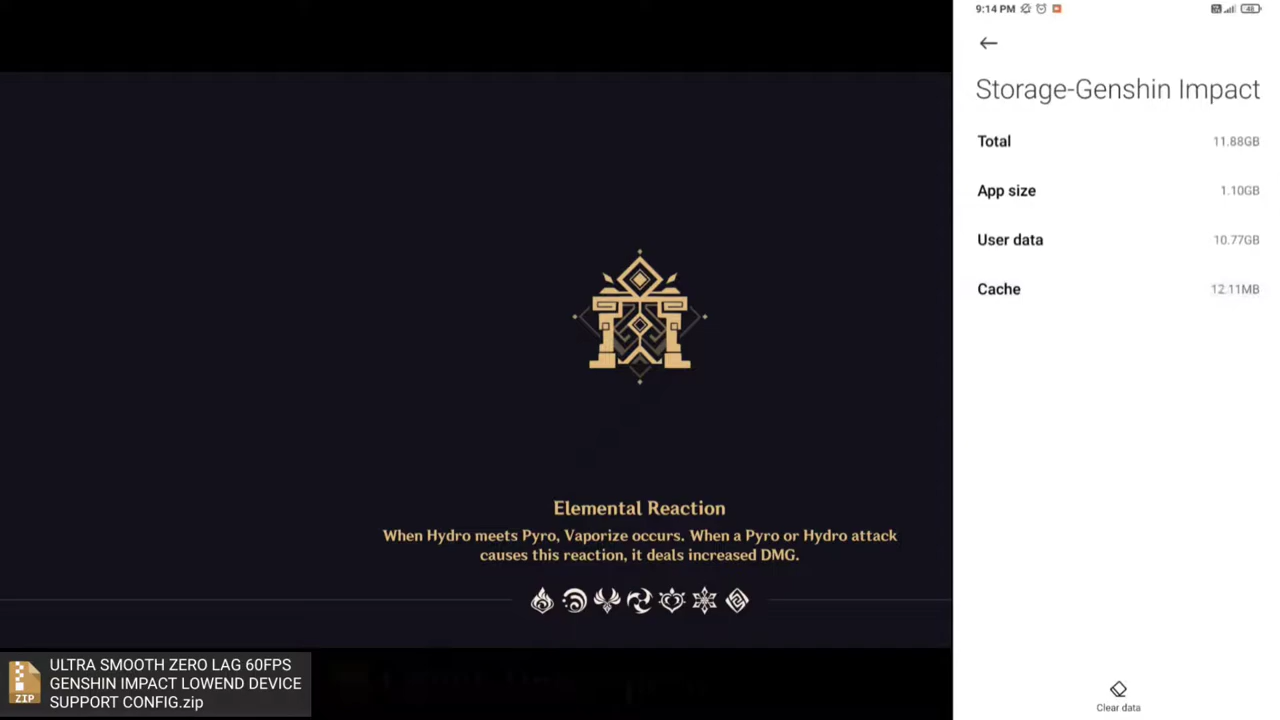 9:14 PM
48
←
Storage-Genshin Impact
Total 11.88GB
App size 1.10GB
User data 10.77GB
Cache 12.11MB
Clear data
Elemental Reaction
When Hydro meets Pyro, Vaporize occurs. When a Pyro or Hydro attack
causes this reaction, it deals increased DMG.
ZIP
ULTRA SMOOTH ZERO LAG 60FPS
GENSHIN IMPACT LOWEND DEVICE
SUPPORT CONFIG.zip